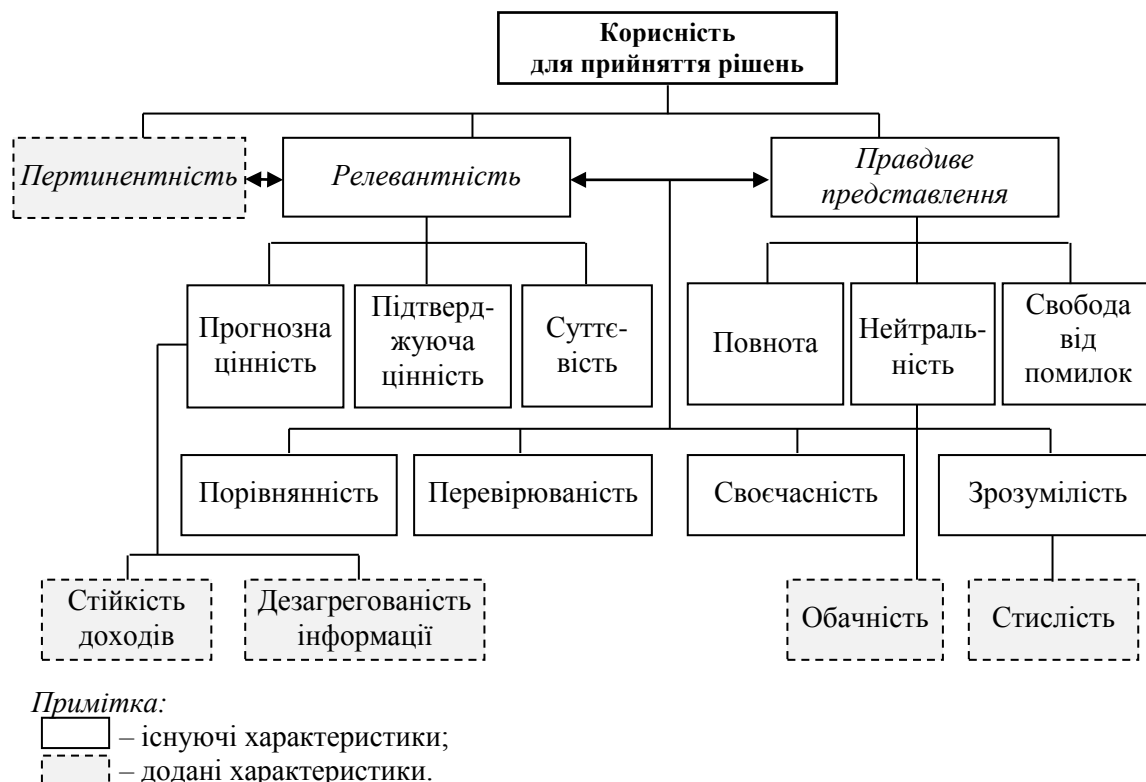 Корисність
для прийняття рішень
Пертинентність
Релевантність
Правдиве
представлення
Прогнозна
цінність
Підтверд-
жуюча
цінність
Суттє-
вість
Повнота
Нейтраль-
ність
Свобода
від
помилок
Порівнянність
Перевірюваність
Своєчасність
Зрозумілість
Стійкість
доходів
Дезагрегованість
інформації
Обачність
Стислість
Примітка:
– існуючі характеристики;
– додані характеристики.